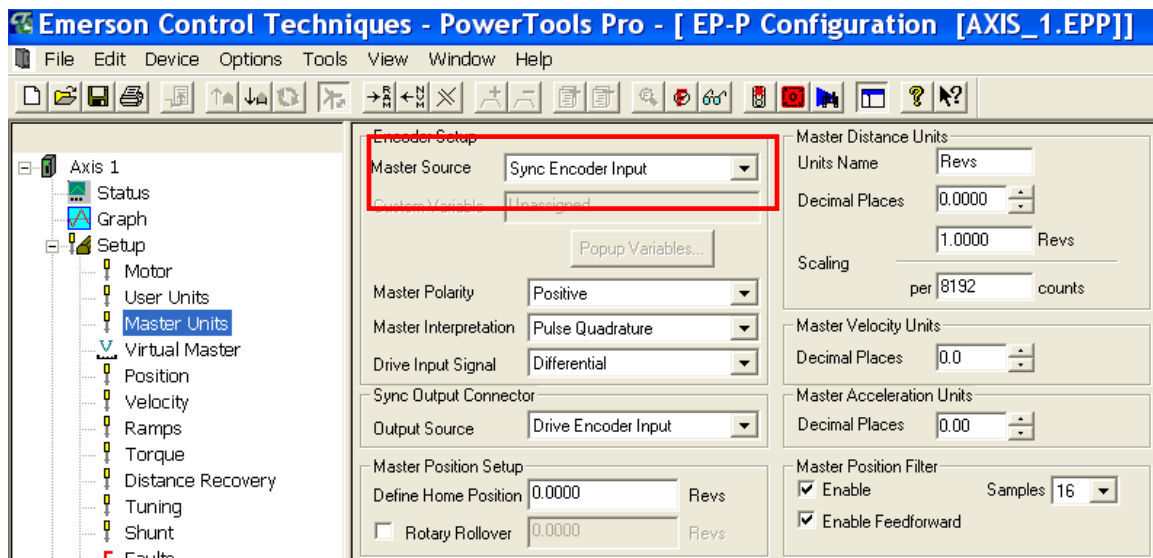 Emerson Control Techniques - PowerTools Pro - [ EP-P Configuration [AXIS_1.EPP]]
File Edit Device Options Tools View Window Help
Axis 1
Status
Graph
Setup
Motor
User Units
Master Units
Virtual Master
Position
Velocity
Ramps
Torque
Distance Recovery
Tuning
Shunt
Faults
Encoder Setup
Master Source Sync Encoder Input
Custom Variable Unassigned
Popup Variables...
Master Polarity Positive
Master Interpretation Pulse Quadrature
Drive Input Signal Differential
Sync Output Connector
Output Source Drive Encoder Input
Master Position Setup
Define Home Position 0.0000 Revs
Rotary Rollover 0.0000 Revs
Master Distance Units
Units Name Revs
Decimal Places 0.0000
1.0000 Revs
Scaling
per 8192 counts
Master Velocity Units
Decimal Places 0.0
Master Acceleration Units
Decimal Places 0.00
Master Position Filter
Enable Samples 16
Enable Feedforward